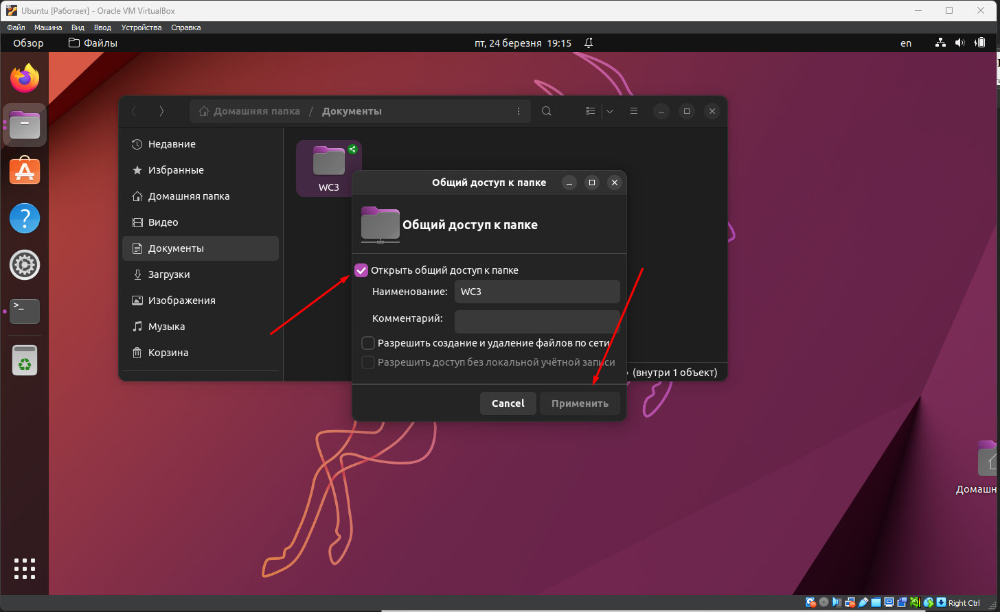 Ubuntu [Работает] - Oracle VM VirtualBox
Файл Машина Вид Ввод Устройства Справка
Обзор Файлы пт, 24 березня 19:15 en
Домашняя папка / Документы
Недавние
Избранные
Домашняя папка
Видео
Документы
Загрузки
Изображения
Музыка
Корзина
WC3
Общий доступ к папке
Общий доступ к папке
Открыть общий доступ к папке
Наименование: WC3
Комментарий:
Разрешить создание и удаление файлов по сети
Разрешить доступ без локальной учётной записи
(внутри 1 объект)
Cancel Применить
Домашн
Right Ctrl